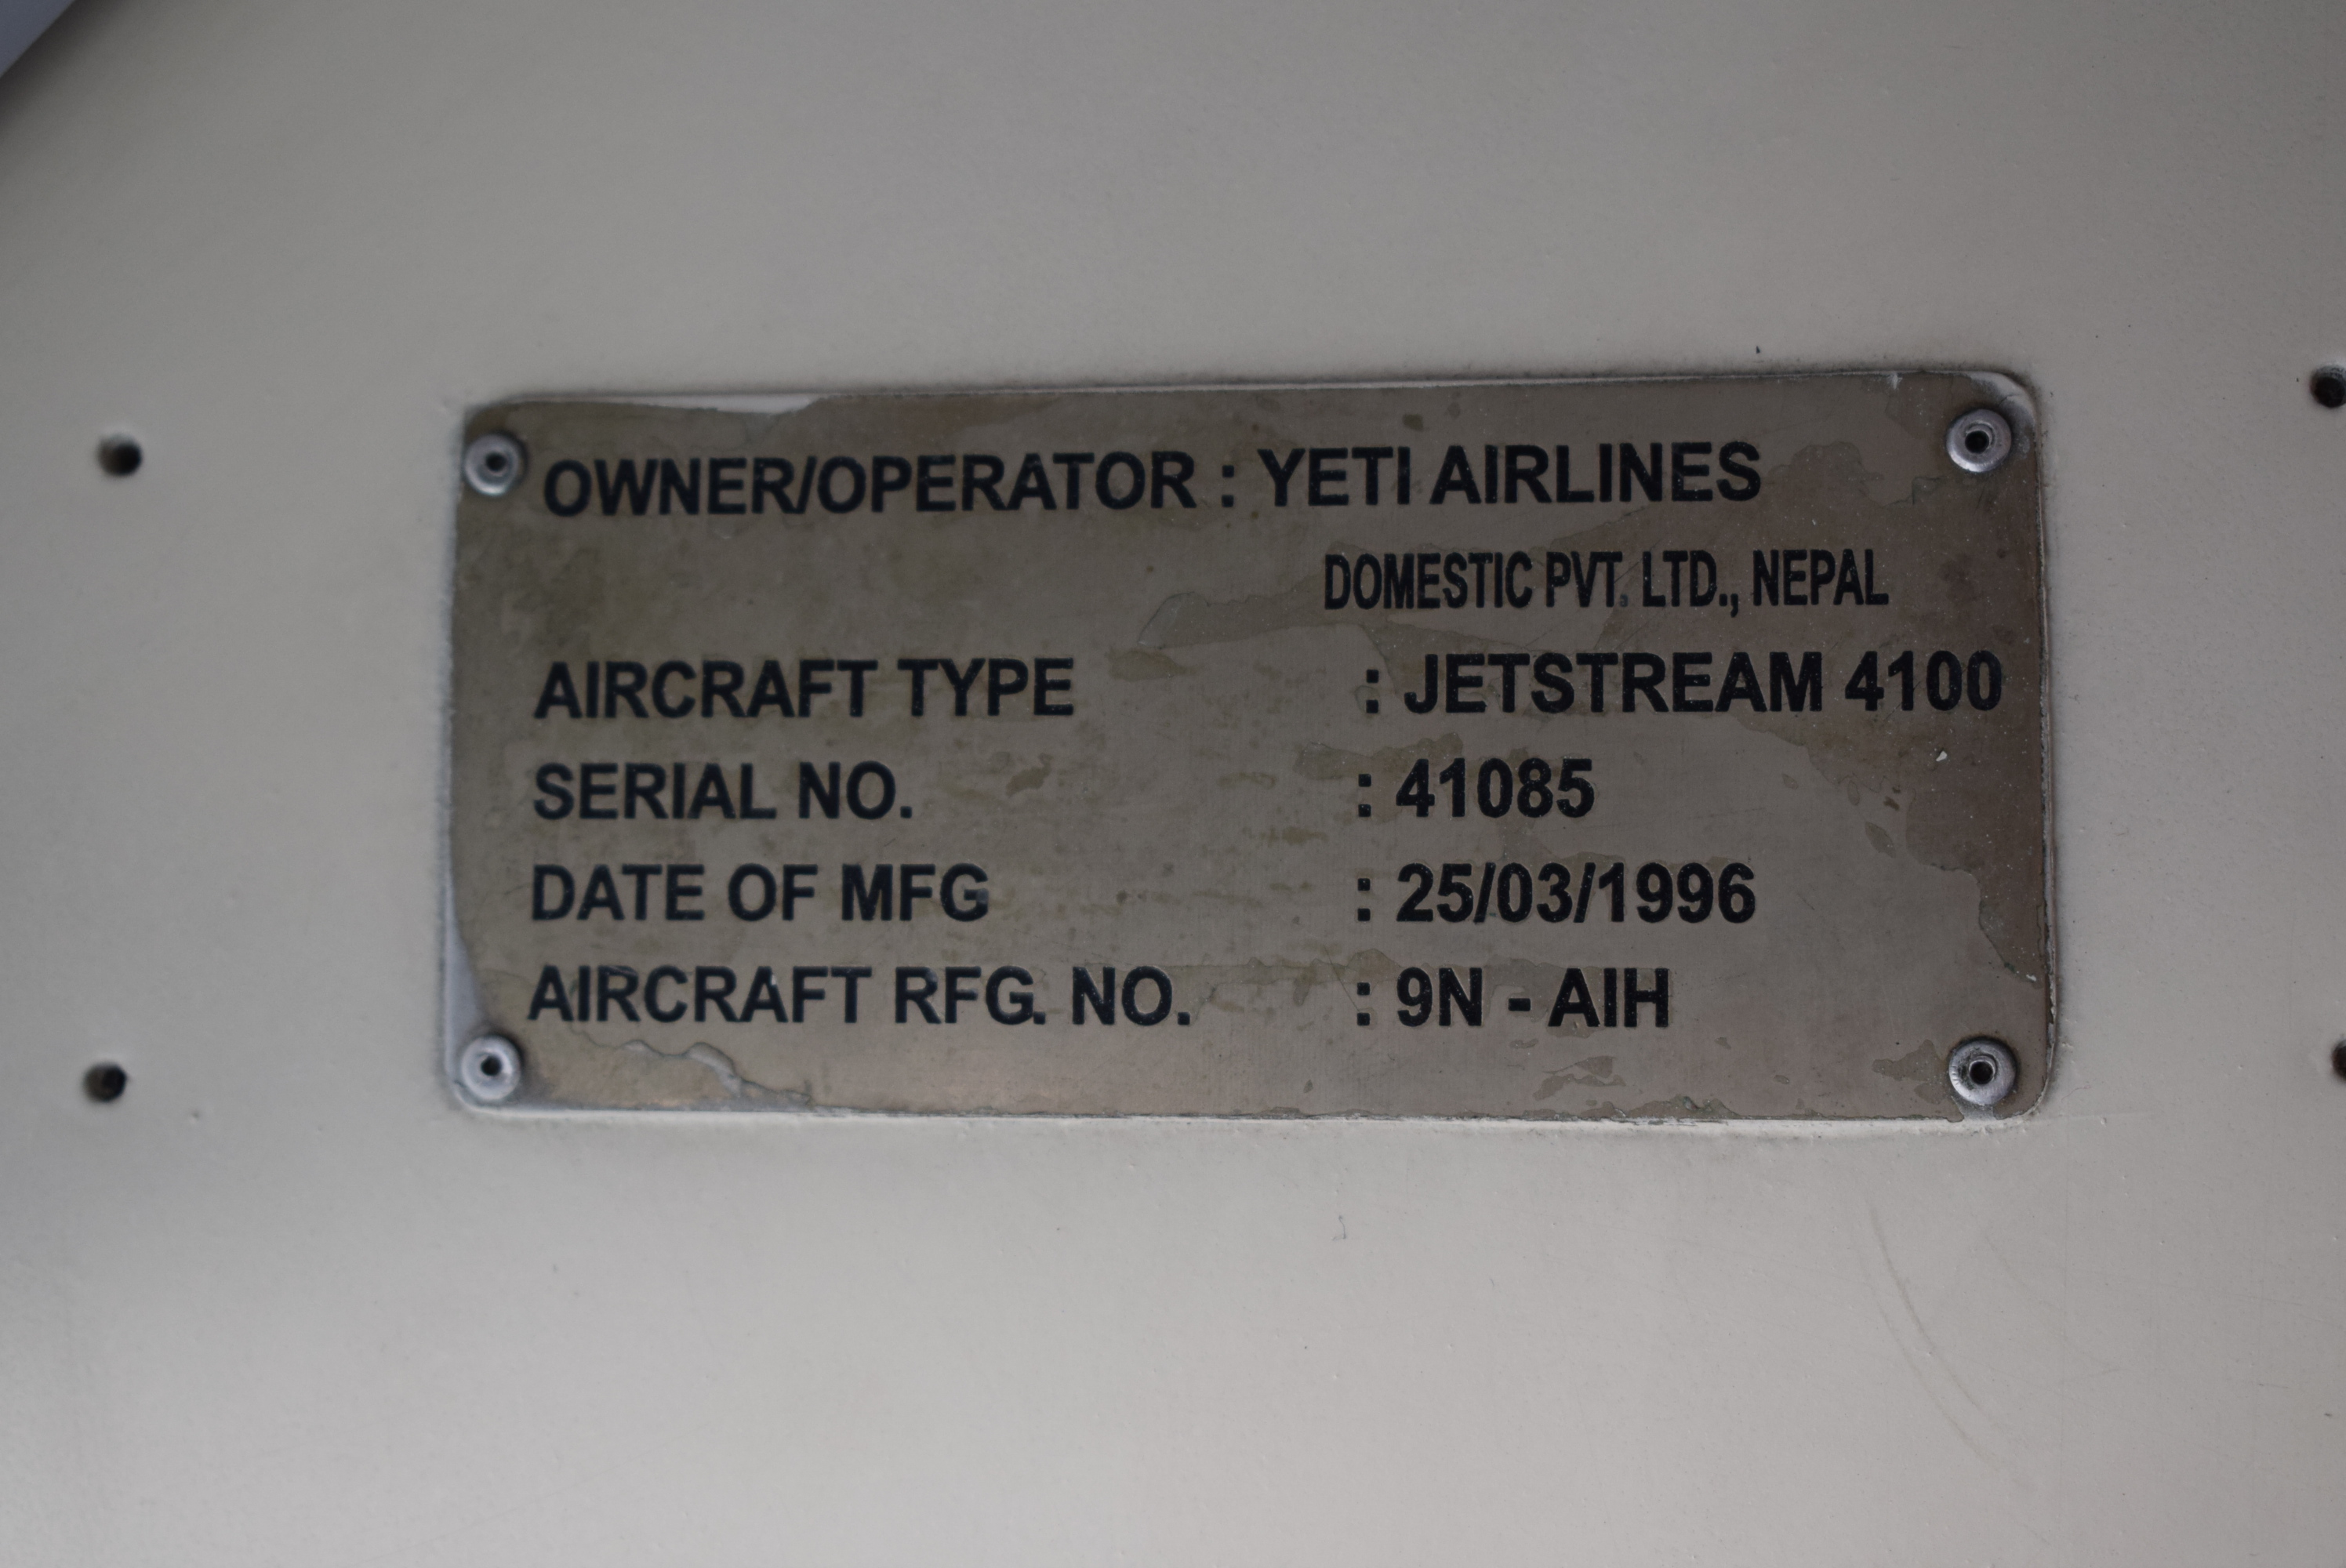 OWNER/OPERATOR : YETI AIRLINES
DOMESTIC PVT. LTD., NEPAL
AIRCRAFT TYPE : JETSTREAM 4100
SERIAL NO. : 41085
DATE OF MFG : 25/03/1996
AIRCRAFT RFG. NO. : 9N - AIH